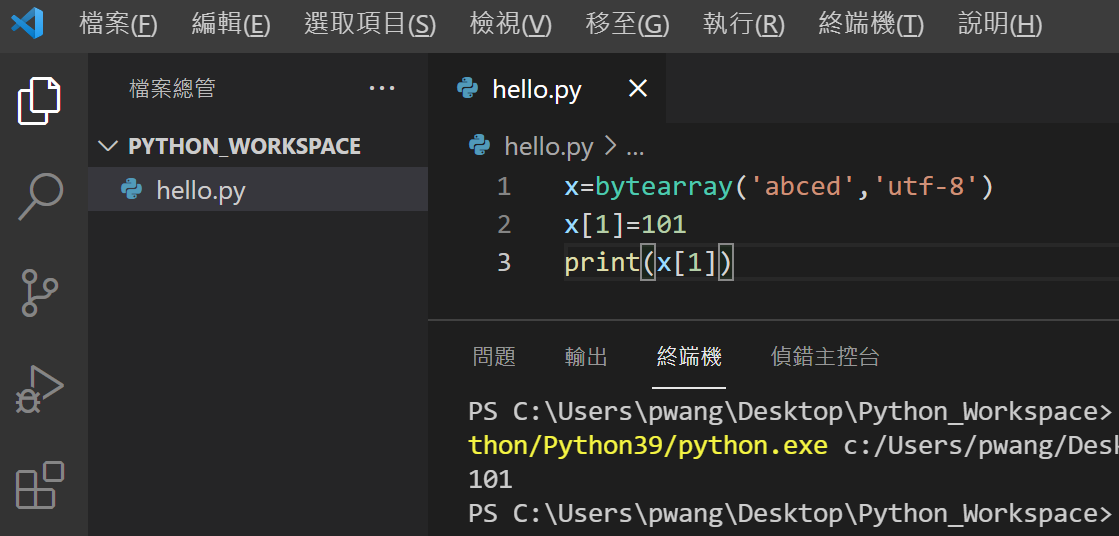 檔案(F) 編輯(E) 選取項目(S) 檢視(V) 移至(G) 執行(R) 終端機(T) 說明(H)
檔案總管 ...
PYTHON_WORKSPACE
hello.py
hello.py
hello.py > ...
1 x=bytearray('abced','utf-8')
2 x[1]=101
3 print(x[1])
問題 輸出 終端機 偵錯主控台
PS C:\Users\pwang\Desktop\Python_Workspace>
thon/Python39/python.exe c:/Users/pwang/Desk
101
PS C:\Users\pwang\Desktop\Python_Workspace>